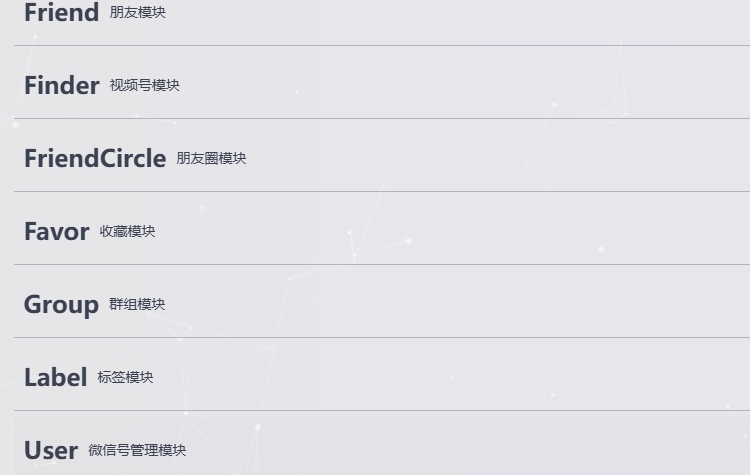 Friend 朋友模块
Finder 视频号模块
FriendCircle 朋友圈模块
Favor 收藏模块
Group 群组模块
Label 标签模块
User 微信号管理模块